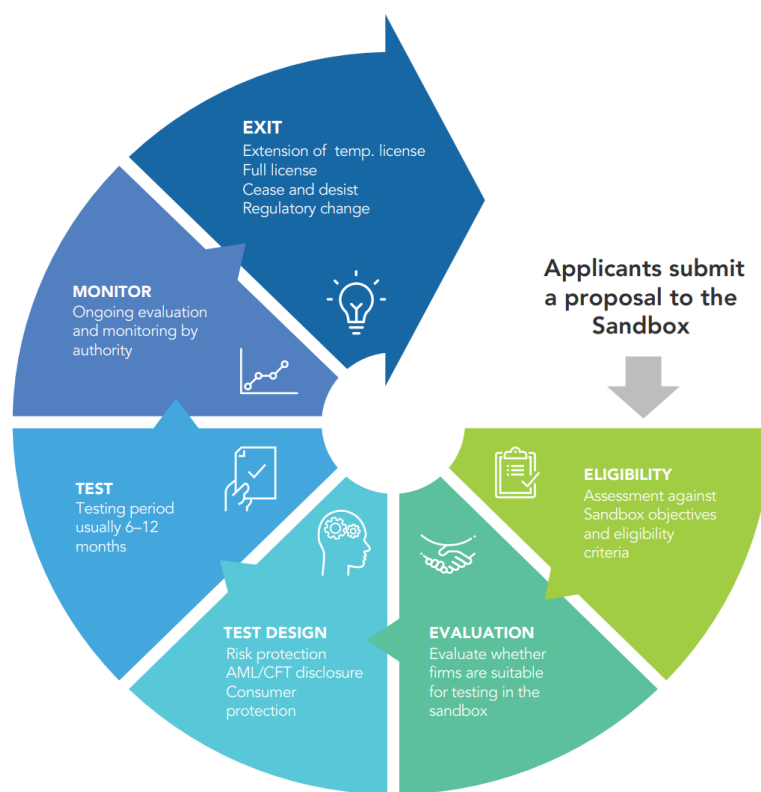 Applicants submit
a proposal to the
Sandbox
ELIGIBILITY
Assessment against
Sandbox objectives
and eligibility
criteria
EVALUATION
Evaluate whether
firms are suitable
for testing in the
sandbox
TEST DESIGN
Risk protection
AML/CFT disclosure
Consumer
protection
TEST
Testing period
usually 6–12
months
MONITOR
Ongoing evaluation
and monitoring by
authority
EXIT
Extension of temp. license
Full license
Cease and desist
Regulatory change